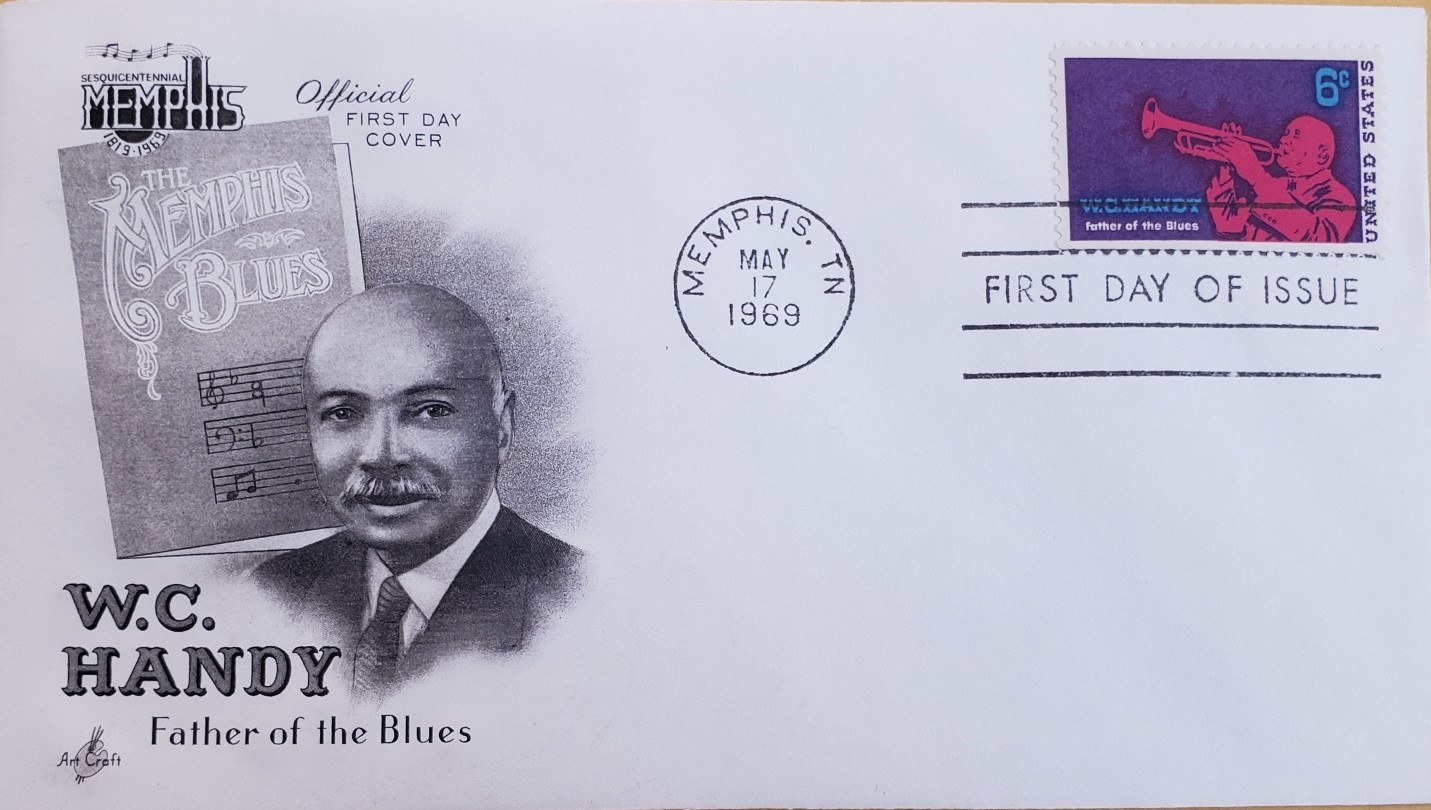 SESQUICENTENNIAL
MEMPHIS
1819-1969
Official
FIRST DAY
COVER
THE
MEMPHIS
BLUES
W.C.
HANDY
Father of the Blues
Art Craft
MEMPHIS, TN
MAY
17
1969
6c
UNITED STATES
W.C.HANDY
father of the Blues
FIRST DAY OF ISSUE